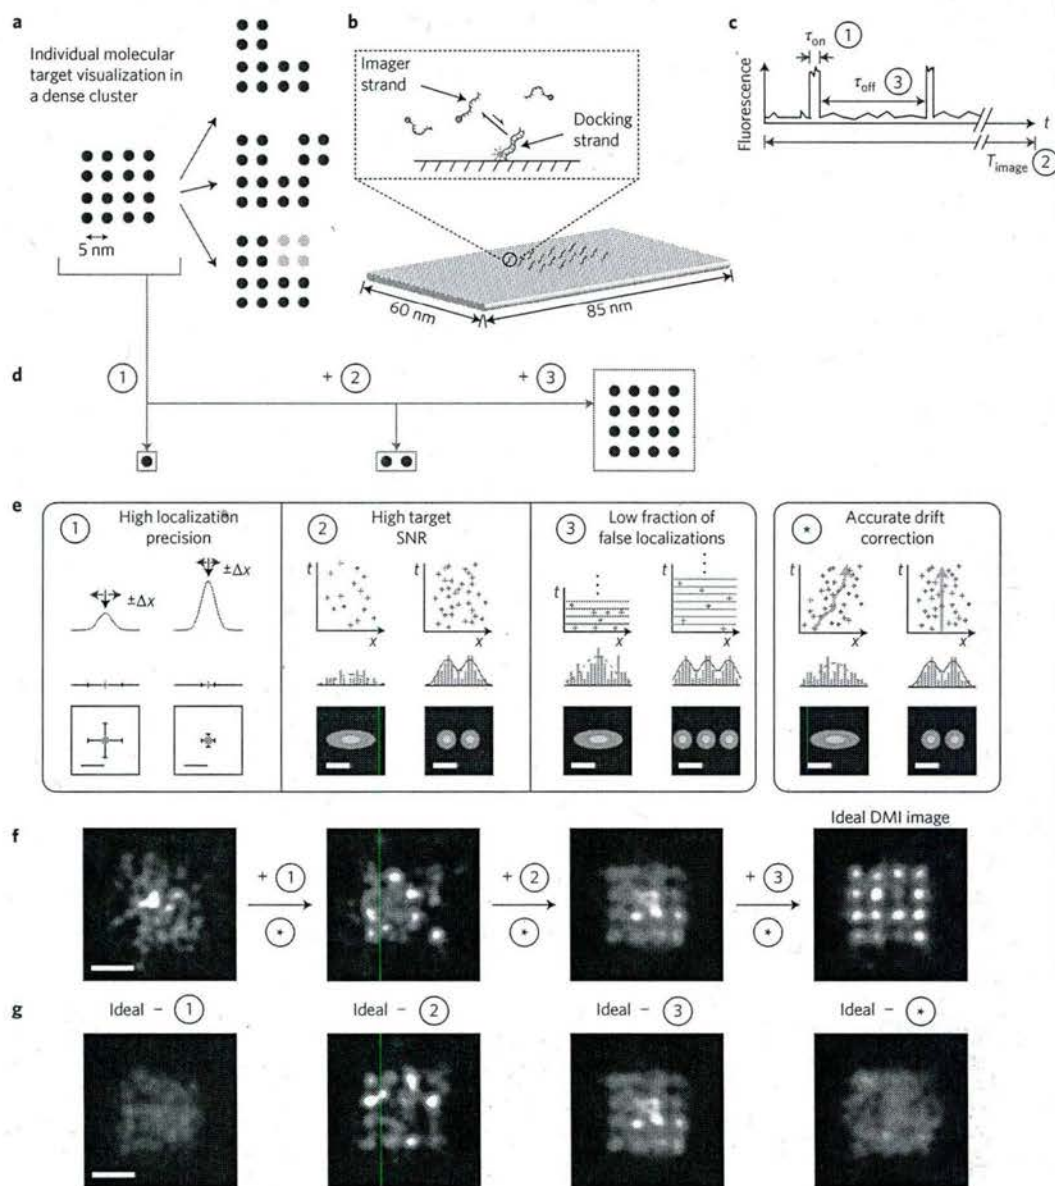 a
Individual molecular
target visualization in
a dense cluster
5 nm
b
Imager
strand
Docking
strand
60 nm
85 nm
c
Fluorescence
τon 1
τoff 3
t
Timage 2
d
1
+ 2
+ 3
e
1 High localization
precision
±Δx
±Δx
2 High target
SNR
t
t
x
x
3 Low fraction of
false localizations
t
t
x
x
* Accurate drift
correction
t
t
x
x
f
+ 1
*
+ 2
*
+ 3
*
Ideal DMI image
g
Ideal – 1
Ideal – 2
Ideal – 3
Ideal – *